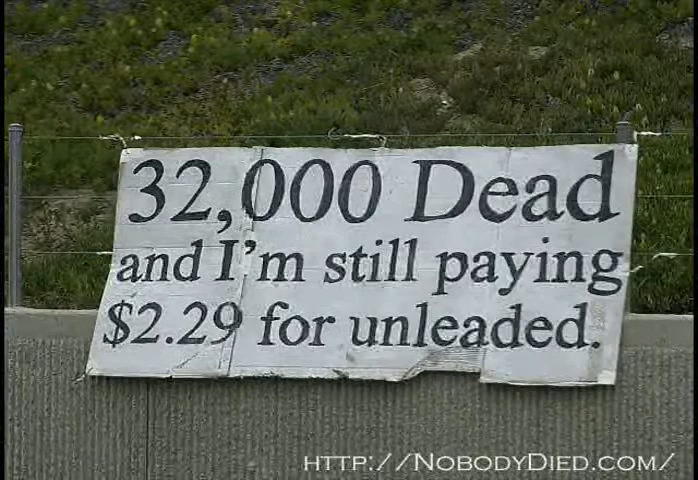 32,000 Dead
and I'm still paying
$2.29 for unleaded.
HTTP://NOBODYDIED.COM/